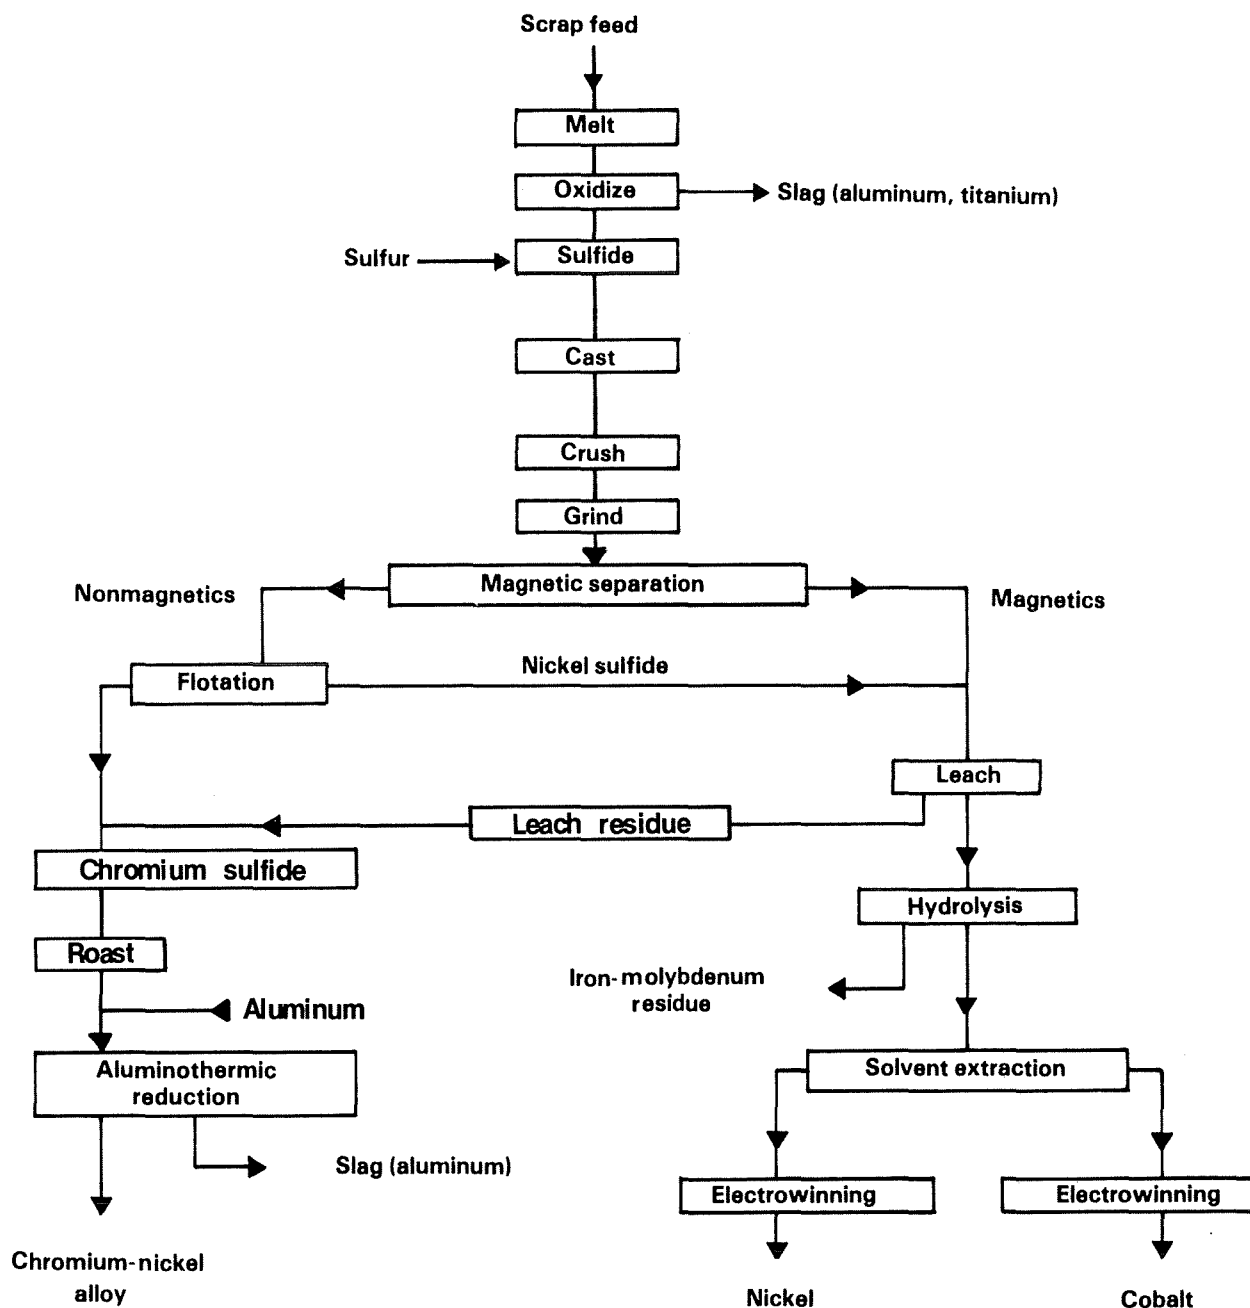 Scrap feed
Melt
Oxidize
Slag (aluminum, titanium)
Sulfur
Sulfide
Cast
Crush
Grind
Magnetic separation
Nonmagnetics
Magnetics
Nickel sulfide
Flotation
Leach
Leach residue
Chromium sulfide
Hydrolysis
Roast
Iron-molybdenum
residue
Aluminum
Solvent extraction
Aluminothermic
reduction
Slag (aluminum)
Electrowinning
Electrowinning
Chromium-nickel
alloy
Nickel
Cobalt